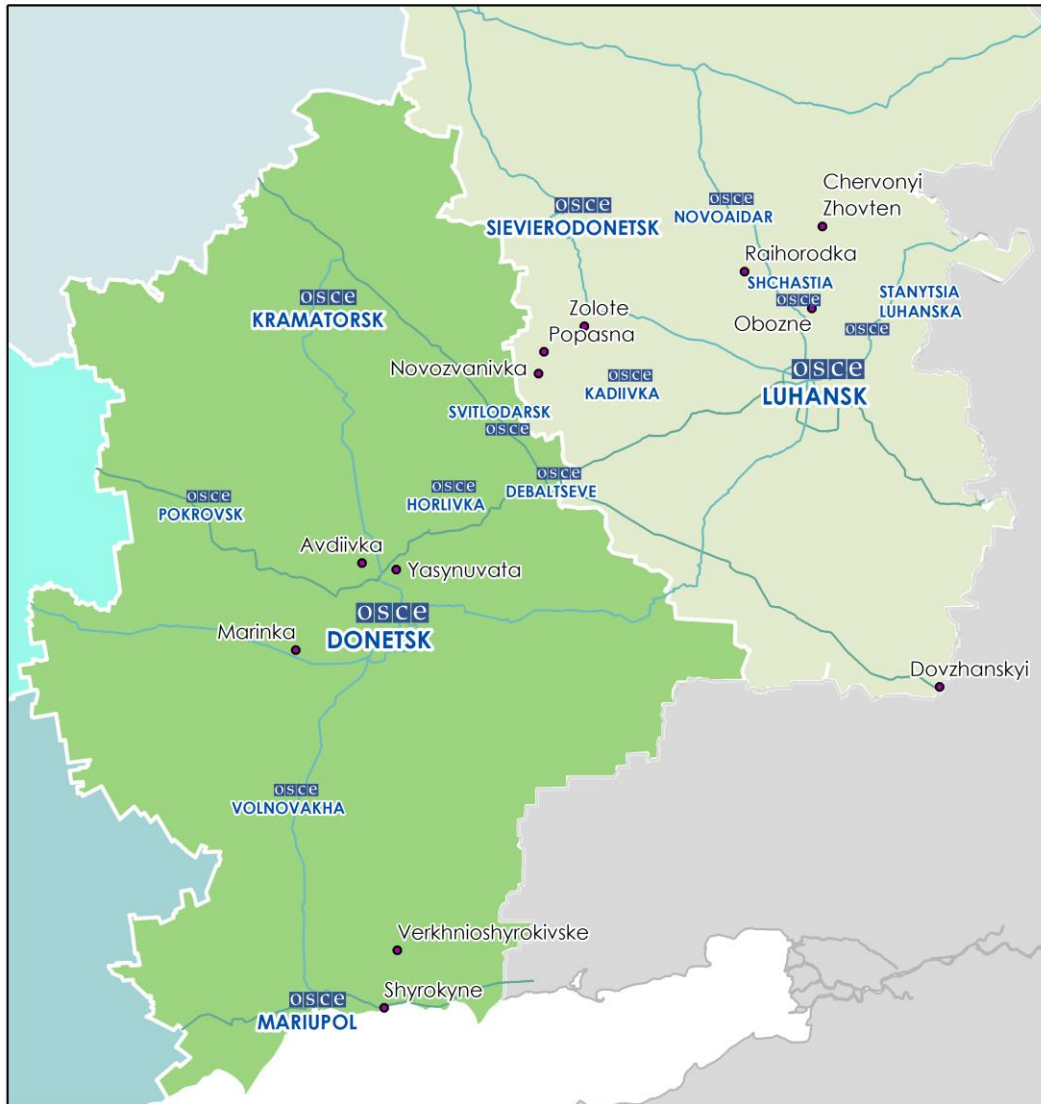 Chervonyi
Zhovten
osce
NOVOAIDAR
osce
SIEVIERODONETSK
Raihorodka
SHCHASTIA
osce
Obozne
STANYTSIA
LUHANSKA
osce
osce
KRAMATORSK
Zolote
Popasna
Novozvanivka
osce
KADIIVKA
osce
LUHANSK
SVITLODARSK
osce
osce
DEBALTSEVE
osce
HORLIVKA
osce
POKROVSK
Avdiivka
Yasynuvata
osce
DONETSK
Marinka
Dovzhanskyi
osce
VOLNOVAKHA
Verkhnioshyrokivske
Shyrokyne
osce
MARIUPOL